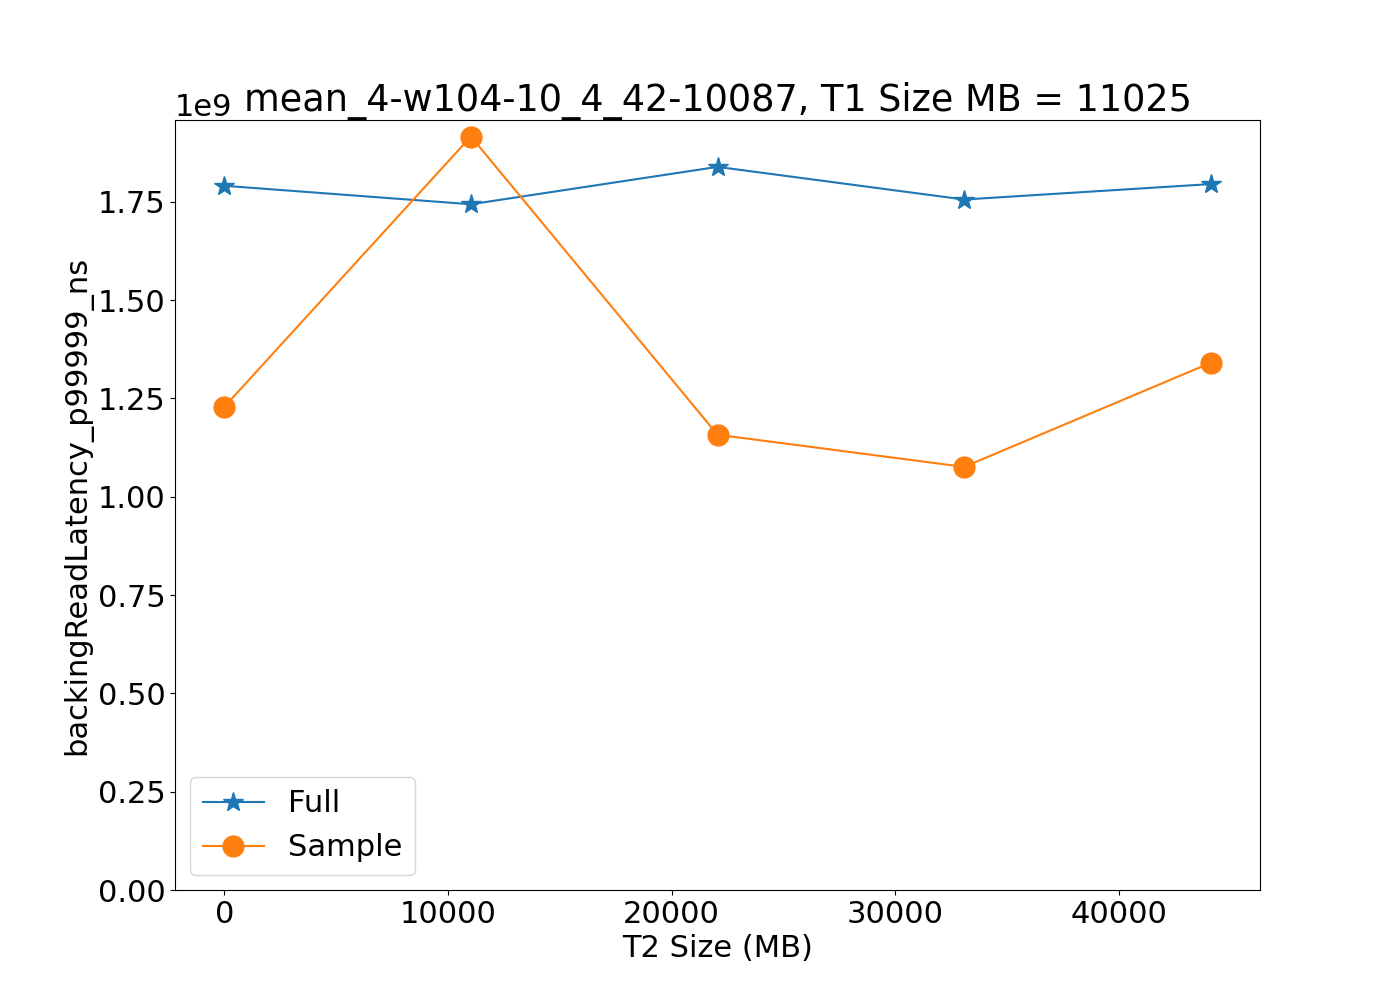 1e9 mean_4-w104-10_4_42-10087, T1 Size MB = 11025
backingReadLatency_p99999_ns
1.75
1.50
1.25
1.00
0.75
0.50
0.25
0.00
Full
Sample
0 10000 20000 30000 40000
T2 Size (MB)